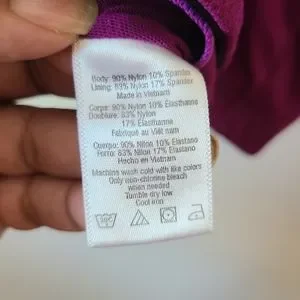 Body: 90% Nylon 10% Spandex
Lining: 83% Nylon 17% Spandex
Made in Vietnam
Corps: 90% Nylon 10% Élasthanne
Doublure: 83% Nylon
17% Élasthanne
Fabriqué au Viêt nam
Cuerpo: 90% Nilon 10% Elastano
Forro: 83% Nilon 17% Elastano
Hecho en Vietnam
Machine wash cold with like colors
Only non-chlorine bleach
when needed
Tumble dry low
Cool iron